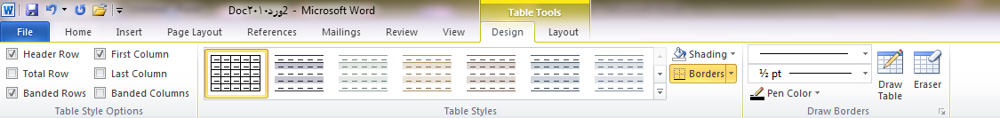 Doc۲۰۱۰ورد2 - Microsoft Word
Table Tools
File Home Insert Page Layout References Mailings Review View Design Layout
Header Row First Column
Total Row Last Column
Banded Rows Banded Columns
Table Style Options
Table Styles
Shading
Borders
½ pt
Pen Color
Draw Table
Eraser
Draw Borders